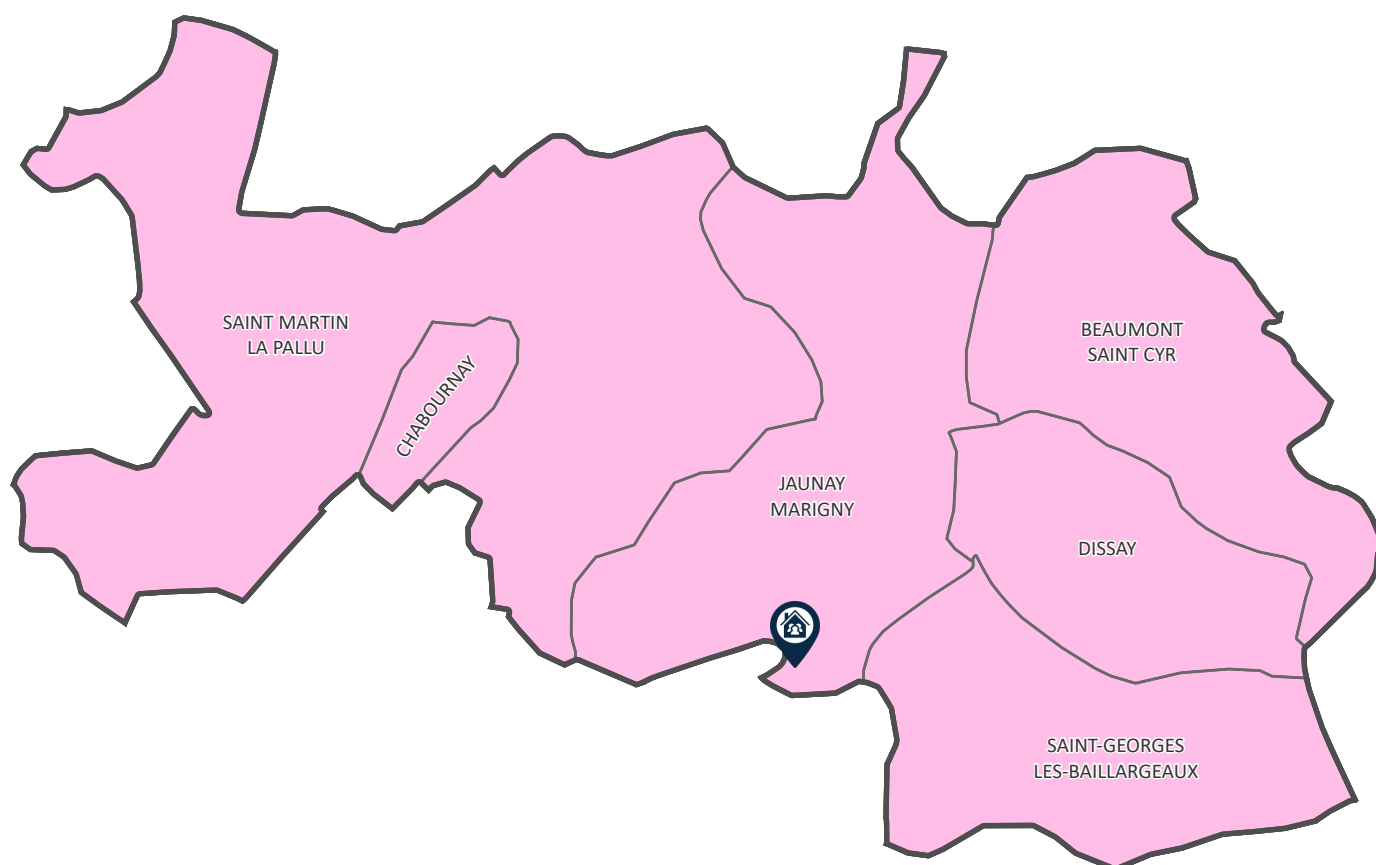 SAINT MARTIN
LA PALLU
CHABOURNAY
BEAUMONT
SAINT CYR
JAUNAY
MARIGNY
DISSAY
SAINT-GEORGES
LES-BAILLARGEAUX